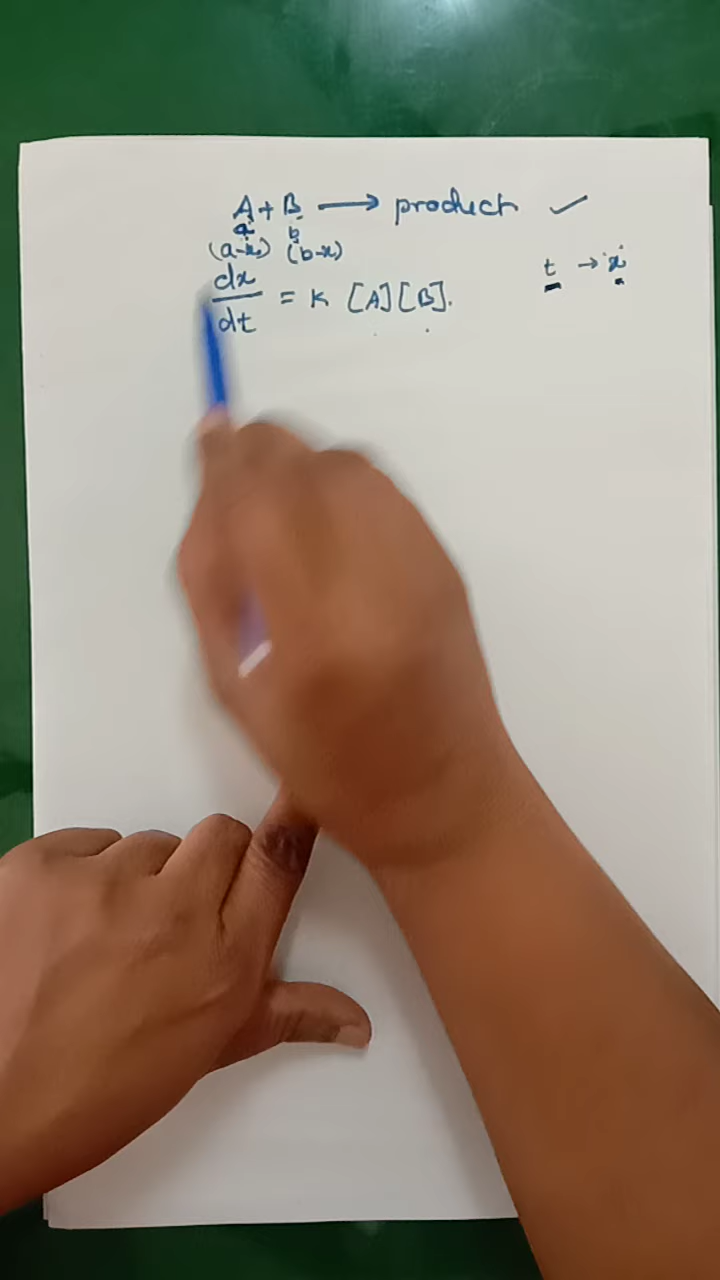 A + B ⟶ product ✓
a b
(a-x) (b-x)
t → x
dx/dt = K [A][B].